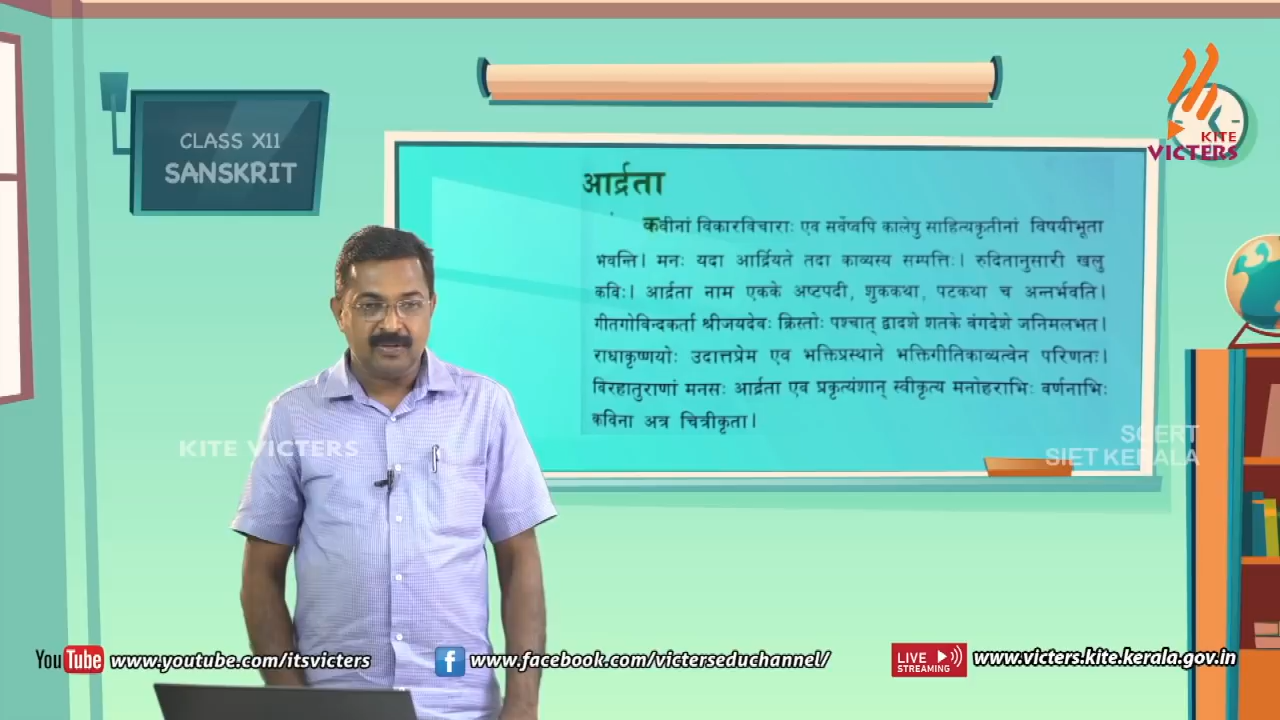 CLASS XII
SANSKRIT
KITE
VICTERS
आर्द्रता
कवीनां विकारविचाराः एव सर्वेष्वपि कालेषु साहित्यकृतीनां विषयीभूता
भवन्ति। मनः यदा आर्द्रियते तदा काव्यस्य सम्पत्तिः। रुदितानुसारी खलु
कविः। आर्द्रता नाम एकके अष्टपदी, शुककथा, पटकथा च अन्तर्भवति।
गीतगोविन्दकर्ता श्रीजयदेवः क्रिस्तोः पश्चात् द्वादशे शतके बंगदेशे जनिमलभत।
राधाकृष्णयोः उदात्तप्रेम एव भक्तिप्रस्थाने भक्तिगीतिकाव्यत्वेन परिणतः।
विरहातुराणां मनसः आर्द्रता एव प्रकृत्यंशान् स्वीकृत्य मनोहराभिः वर्णनाभिः
कविना अत्र चित्रीकृता।
KITE VICTERS
SCERT
SIET KERALA
YouTube www.youtube.com/itsvicters
f www.facebook.com/victerseduchannel/
LIVE
STREAMING
www.victers.kite.kerala.gov.in